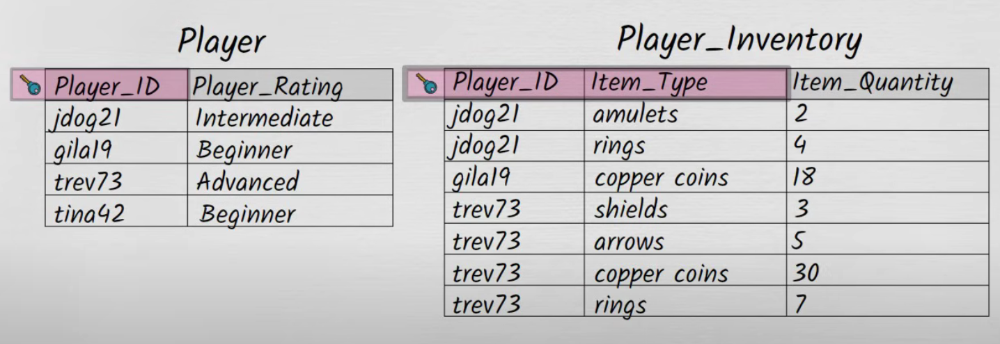 Player
Player_ID Player_Rating
jdog21 Intermediate
gila19 Beginner
trev73 Advanced
tina42 Beginner
Player_Inventory
Player_ID Item_Type Item_Quantity
jdog21 amulets 2
jdog21 rings 4
gila19 copper coins 18
trev73 shields 3
trev73 arrows 5
trev73 copper coins 30
trev73 rings 7